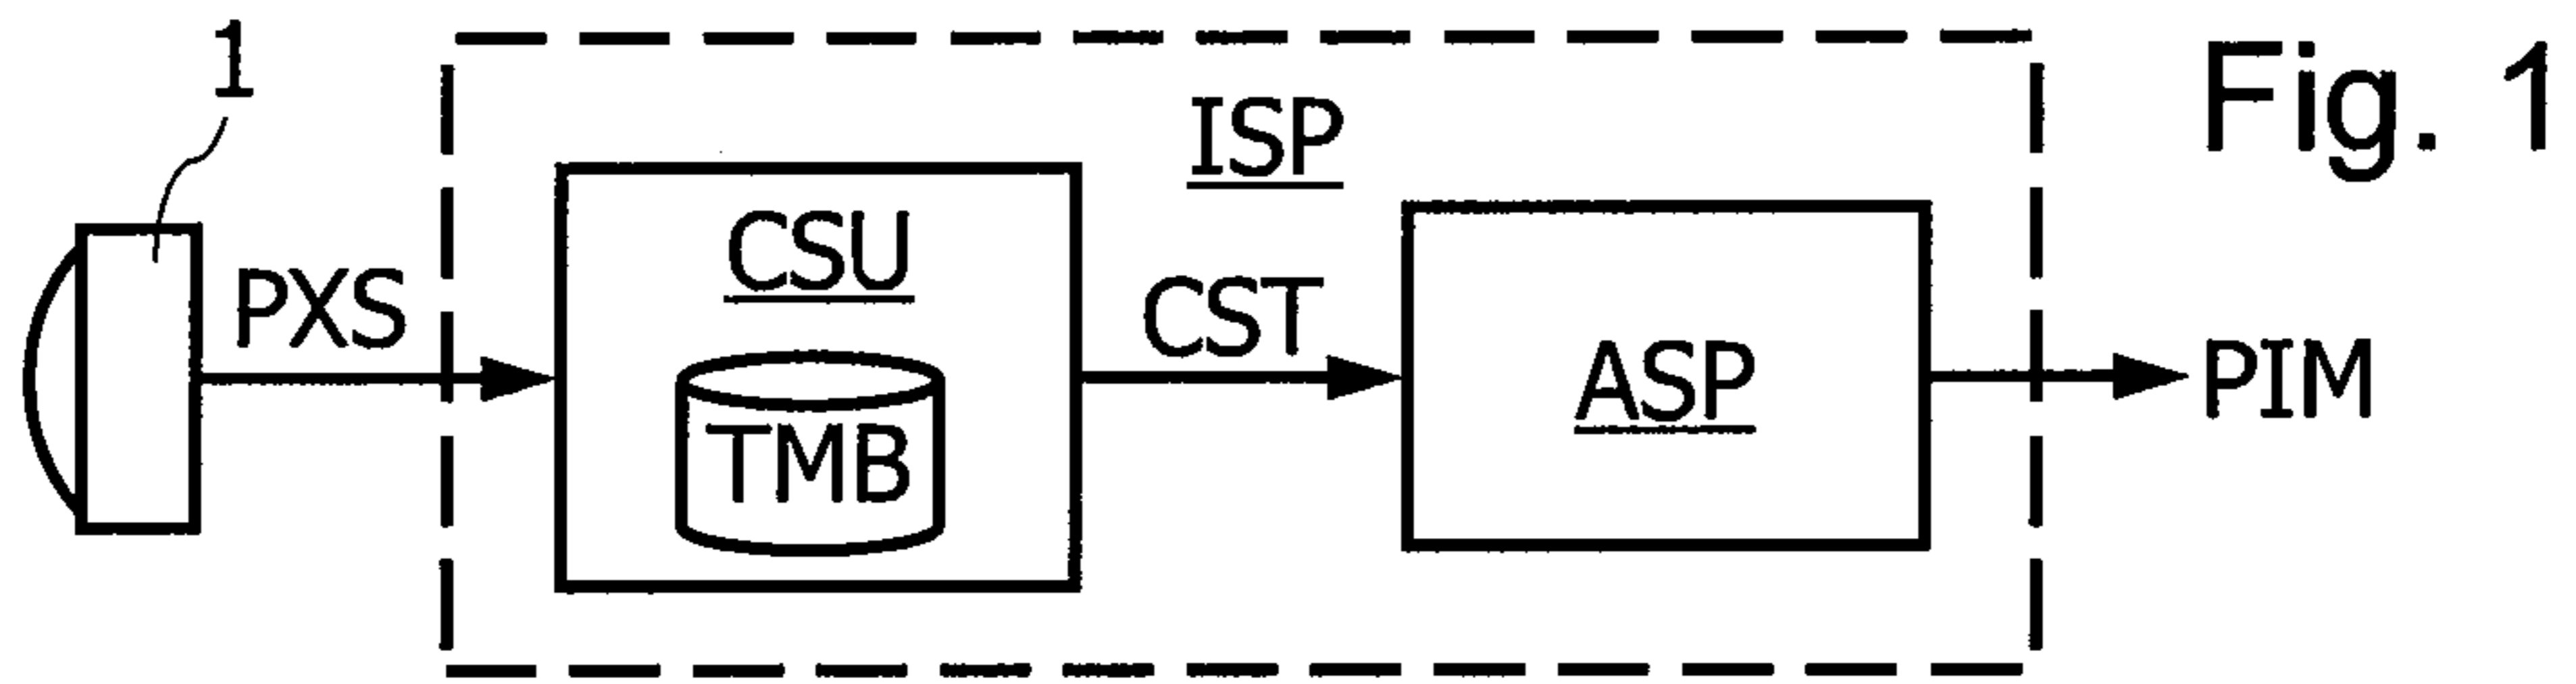 1
Fig. 1
ISP
CSU
PXS
CST
TMB
ASP
PIM